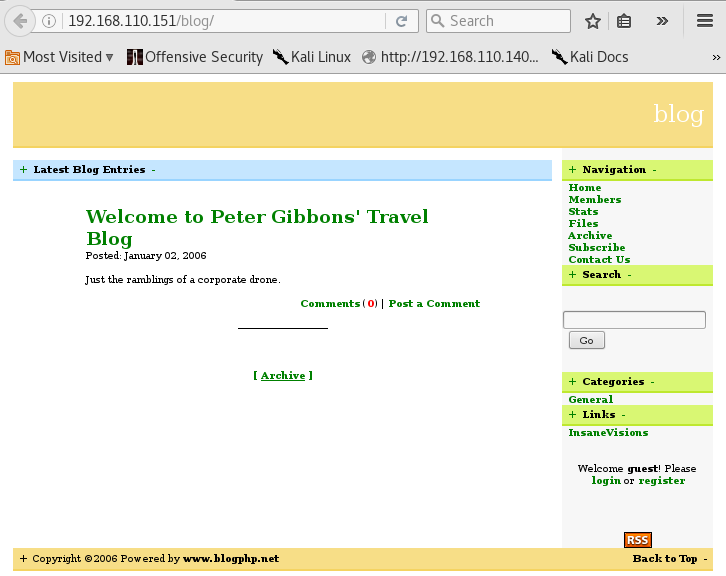 192.168.110.151/blog/
Search
Most Visited
Offensive Security
Kali Linux
http://192.168.110.140...
Kali Docs
»
blog
+ Latest Blog Entries -
Welcome to Peter Gibbons' Travel
Blog
Posted: January 02, 2006
Just the ramblings of a corporate drone.
Comments (0) | Post a Comment
[ Archive ]
+ Navigation -
Home
Members
Stats
Files
Archive
Subscribe
Contact Us
+ Search -
Go
+ Categories -
General
+ Links -
InsaneVisions
Welcome guest! Please
login or register
RSS
+ Copyright ©2006 Powered by www.blogphp.net
Back to Top -